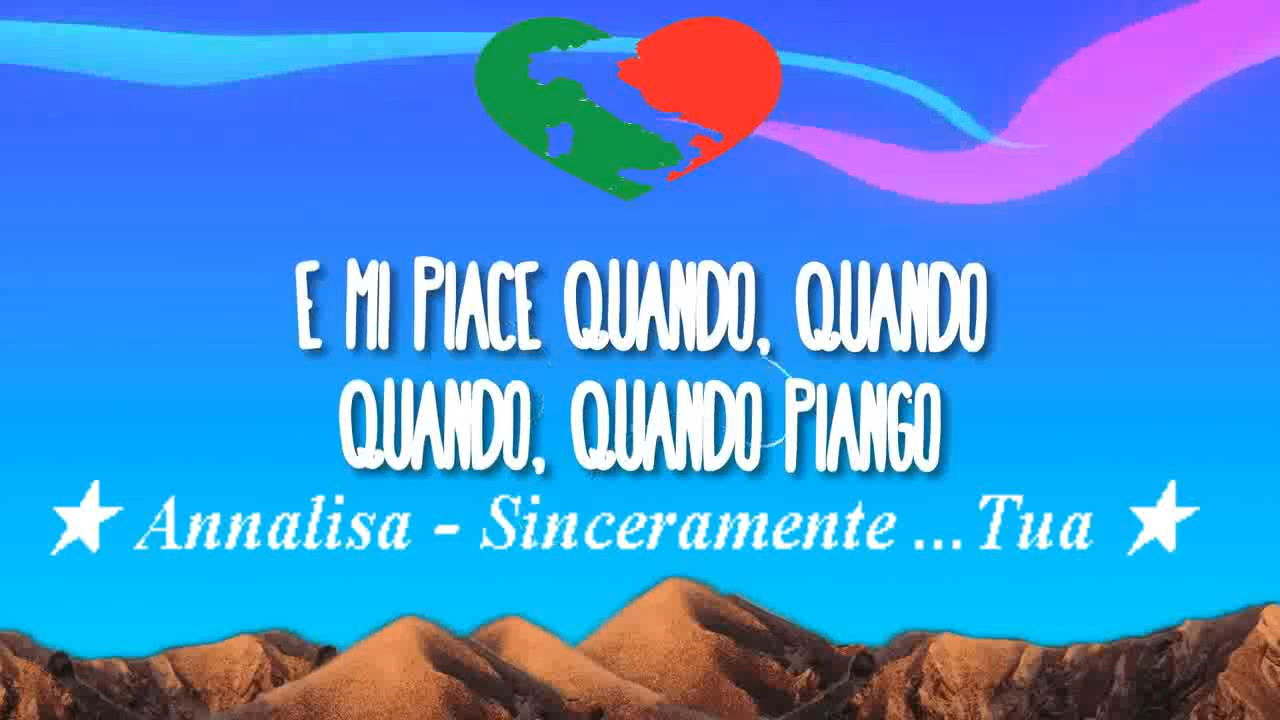 E MI PIACE QUANDO, QUANDO
QUANDO, QUANDO PIANGO
★ Annalisa - Sinceramente ... Tua ★